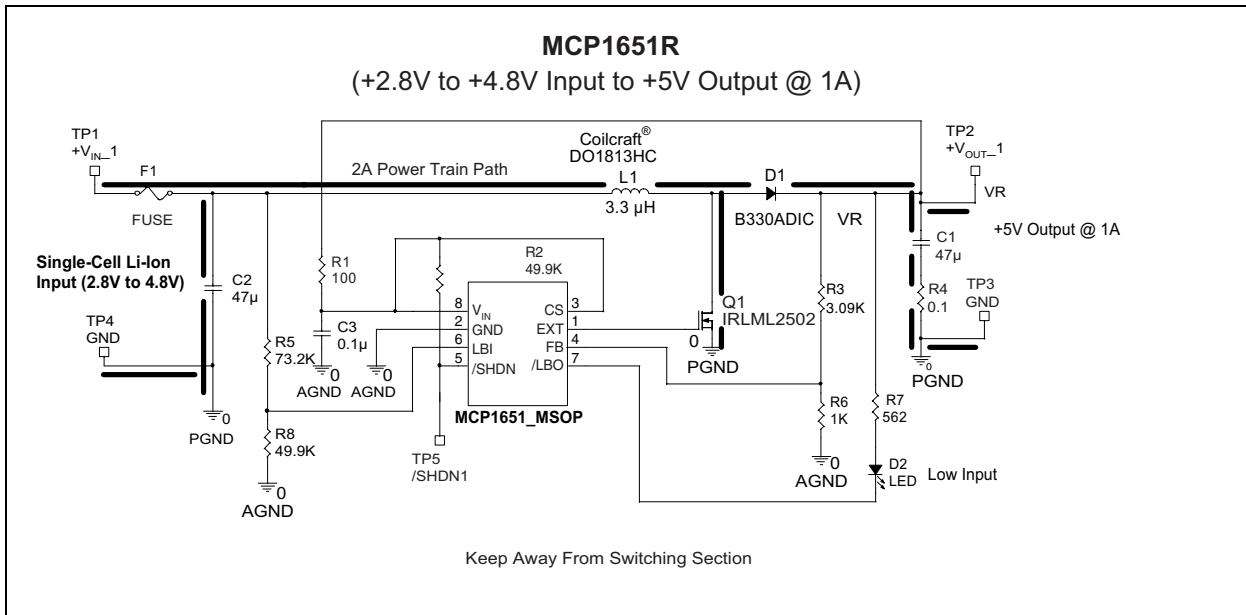 MCP1651R
(+2.8V to +4.8V Input to +5V Output @ 1A)
TP1
+VIN_1
F1
FUSE
2A Power Train Path
Coilcraft®
DO1813HC
L1
3.3 µH
D1
B330ADIC
VR
TP2
+VOUT_1
VR
+5V Output @ 1A
Single-Cell Li-Ion
Input (2.8V to 4.8V)
C2
47µ
TP4
GND
0
PGND
R5
73.2K
R8
49.9K
0
AGND
R1
100
C3
0.1µ
0
AGND
0
AGND
R2
49.9K
8
VIN
2
GND
6
LBI
5
/SHDN
CS
3
EXT
1
FB
4
/LBO
7
MCP1651_MSOP
TP5
/SHDN1
Q1
IRLML2502
0
PGND
R3
3.09K
R6
1K
0
AGND
R7
562
D2
LED
Low Input
C1
47µ
R4
0.1
TP3
GND
0
PGND
Keep Away From Switching Section